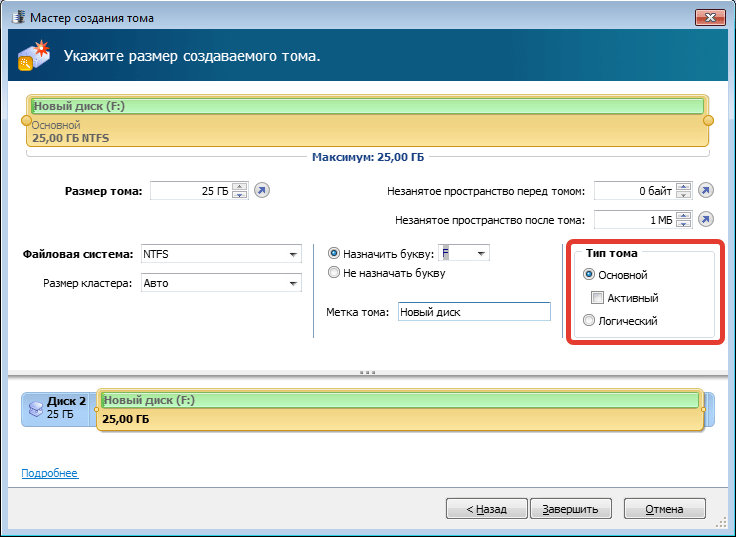 Мастер создания тома
Укажите размер создаваемого тома.
Новый диск (F:)
Основной
25,00 ГБ NTFS
Максимум: 25,00 ГБ
Размер тома: 25 ГБ
Незанятое пространство перед томом: 0 байт
Незанятое пространство после тома: 1 МБ
Файловая система: NTFS
Размер кластера: Авто
Назначить букву: F
Не назначать букву
Метка тома: Новый диск
Тип тома
Основной
Активный
Логический
Диск 2
25 ГБ
Новый диск (F:)
25,00 ГБ
Подробнее
< Назад
Завершить
Отмена